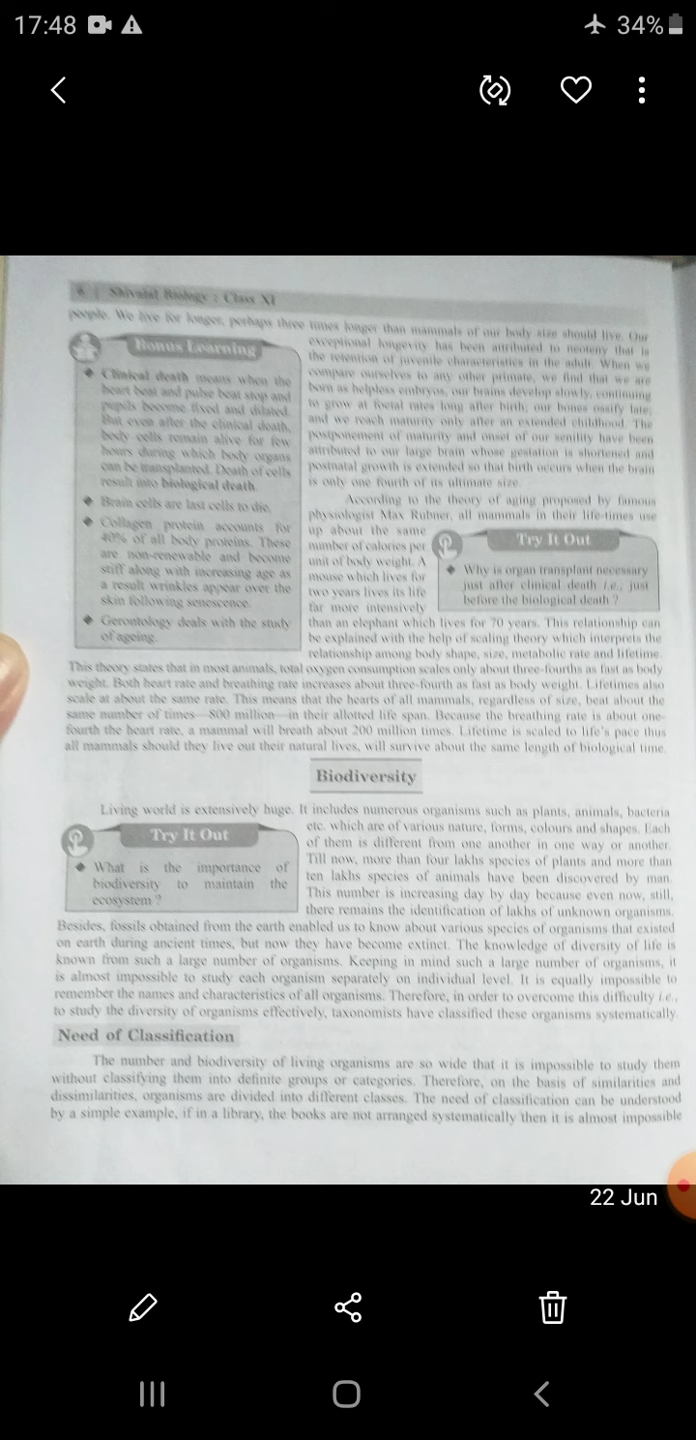 17:48
34%
6 | Shivalal Biology : Class XI
people. We live for longer, perhaps three times longer than mammals of our body size should live. Our
exceptional longevity has been attributed to neoteny that is
the retention of juvenile characteristics in the adult. When we
compare ourselves to any other primate, we find that we are
born as helpless embryos, our brains develop slowly, continuing
to grow at foetal rates long after birth; our bones ossify late;
and we reach maturity only after an extended childhood. The
postponement of maturity and onset of our senility have been
attributed to our large brain whose gestation is shortened and
postnatal growth is extended so that birth occurs when the brain
is only one fourth of its ultimate size.
Bonus Learning
◆ Clinical death means when the
heart beat and pulse beat stop and
pupils become fixed and dilated.
But even after the clinical death,
body cells remain alive for few
hours during which body organs
can be transplanted. Death of cells
result into biological death.
◆ Brain cells are last cells to die.
◆ Collagen protein accounts for
40% of all body proteins. These
are non-renewable and become
stiff along with increasing age as
a result wrinkles appear over the
skin following senescence.
◆ Gerontology deals with the study
of ageing.
According to the theory of aging proposed by famous
physiologist Max Rubner, all mammals in their life-times use
up about the same
number of calories per
unit of body weight. A
mouse which lives for
two years lives its life
far more intensively
Try It Out
◆ Why is organ transplant necessary
just after clinical death i.e., just
before the biological death ?
than an elephant which lives for 70 years. This relationship can
be explained with the help of scaling theory which interprets the
relationship among body shape, size, metabolic rate and lifetime.
This theory states that in most animals, total oxygen consumption scales only about three-fourths as fast as body
weight. Both heart rate and breathing rate increases about three-fourth as fast as body weight. Lifetimes also
scale at about the same rate. This means that the hearts of all mammals, regardless of size, beat about the
same number of times—800 million—in their allotted life span. Because the breathing rate is about one-
fourth the heart rate, a mammal will breath about 200 million times. Lifetime is scaled to life's pace thus
all mammals should they live out their natural lives, will survive about the same length of biological time.
Biodiversity
Living world is extensively huge. It includes numerous organisms such as plants, animals, bacteria
etc. which are of various nature, forms, colours and shapes. Each
of them is different from one another in one way or another.
Till now, more than four lakhs species of plants and more than
ten lakhs species of animals have been discovered by man.
This number is increasing day by day because even now, still,
there remains the identification of lakhs of unknown organisms.
Try It Out
◆ What is the importance of
biodiversity to maintain the
ecosystem ?
Besides, fossils obtained from the earth enabled us to know about various species of organisms that existed
on earth during ancient times, but now they have become extinct. The knowledge of diversity of life is
known from such a large number of organisms. Keeping in mind such a large number of organisms, it
is almost impossible to study each organism separately on individual level. It is equally impossible to
remember the names and characteristics of all organisms. Therefore, in order to overcome this difficulty i.e.,
to study the diversity of organisms effectively, taxonomists have classified these organisms systematically.
Need of Classification
The number and biodiversity of living organisms are so wide that it is impossible to study them
without classifying them into definite groups or categories. Therefore, on the basis of similarities and
dissimilarities, organisms are divided into different classes. The need of classification can be understood
by a simple example, if in a library, the books are not arranged systematically then it is almost impossible
22 Jun